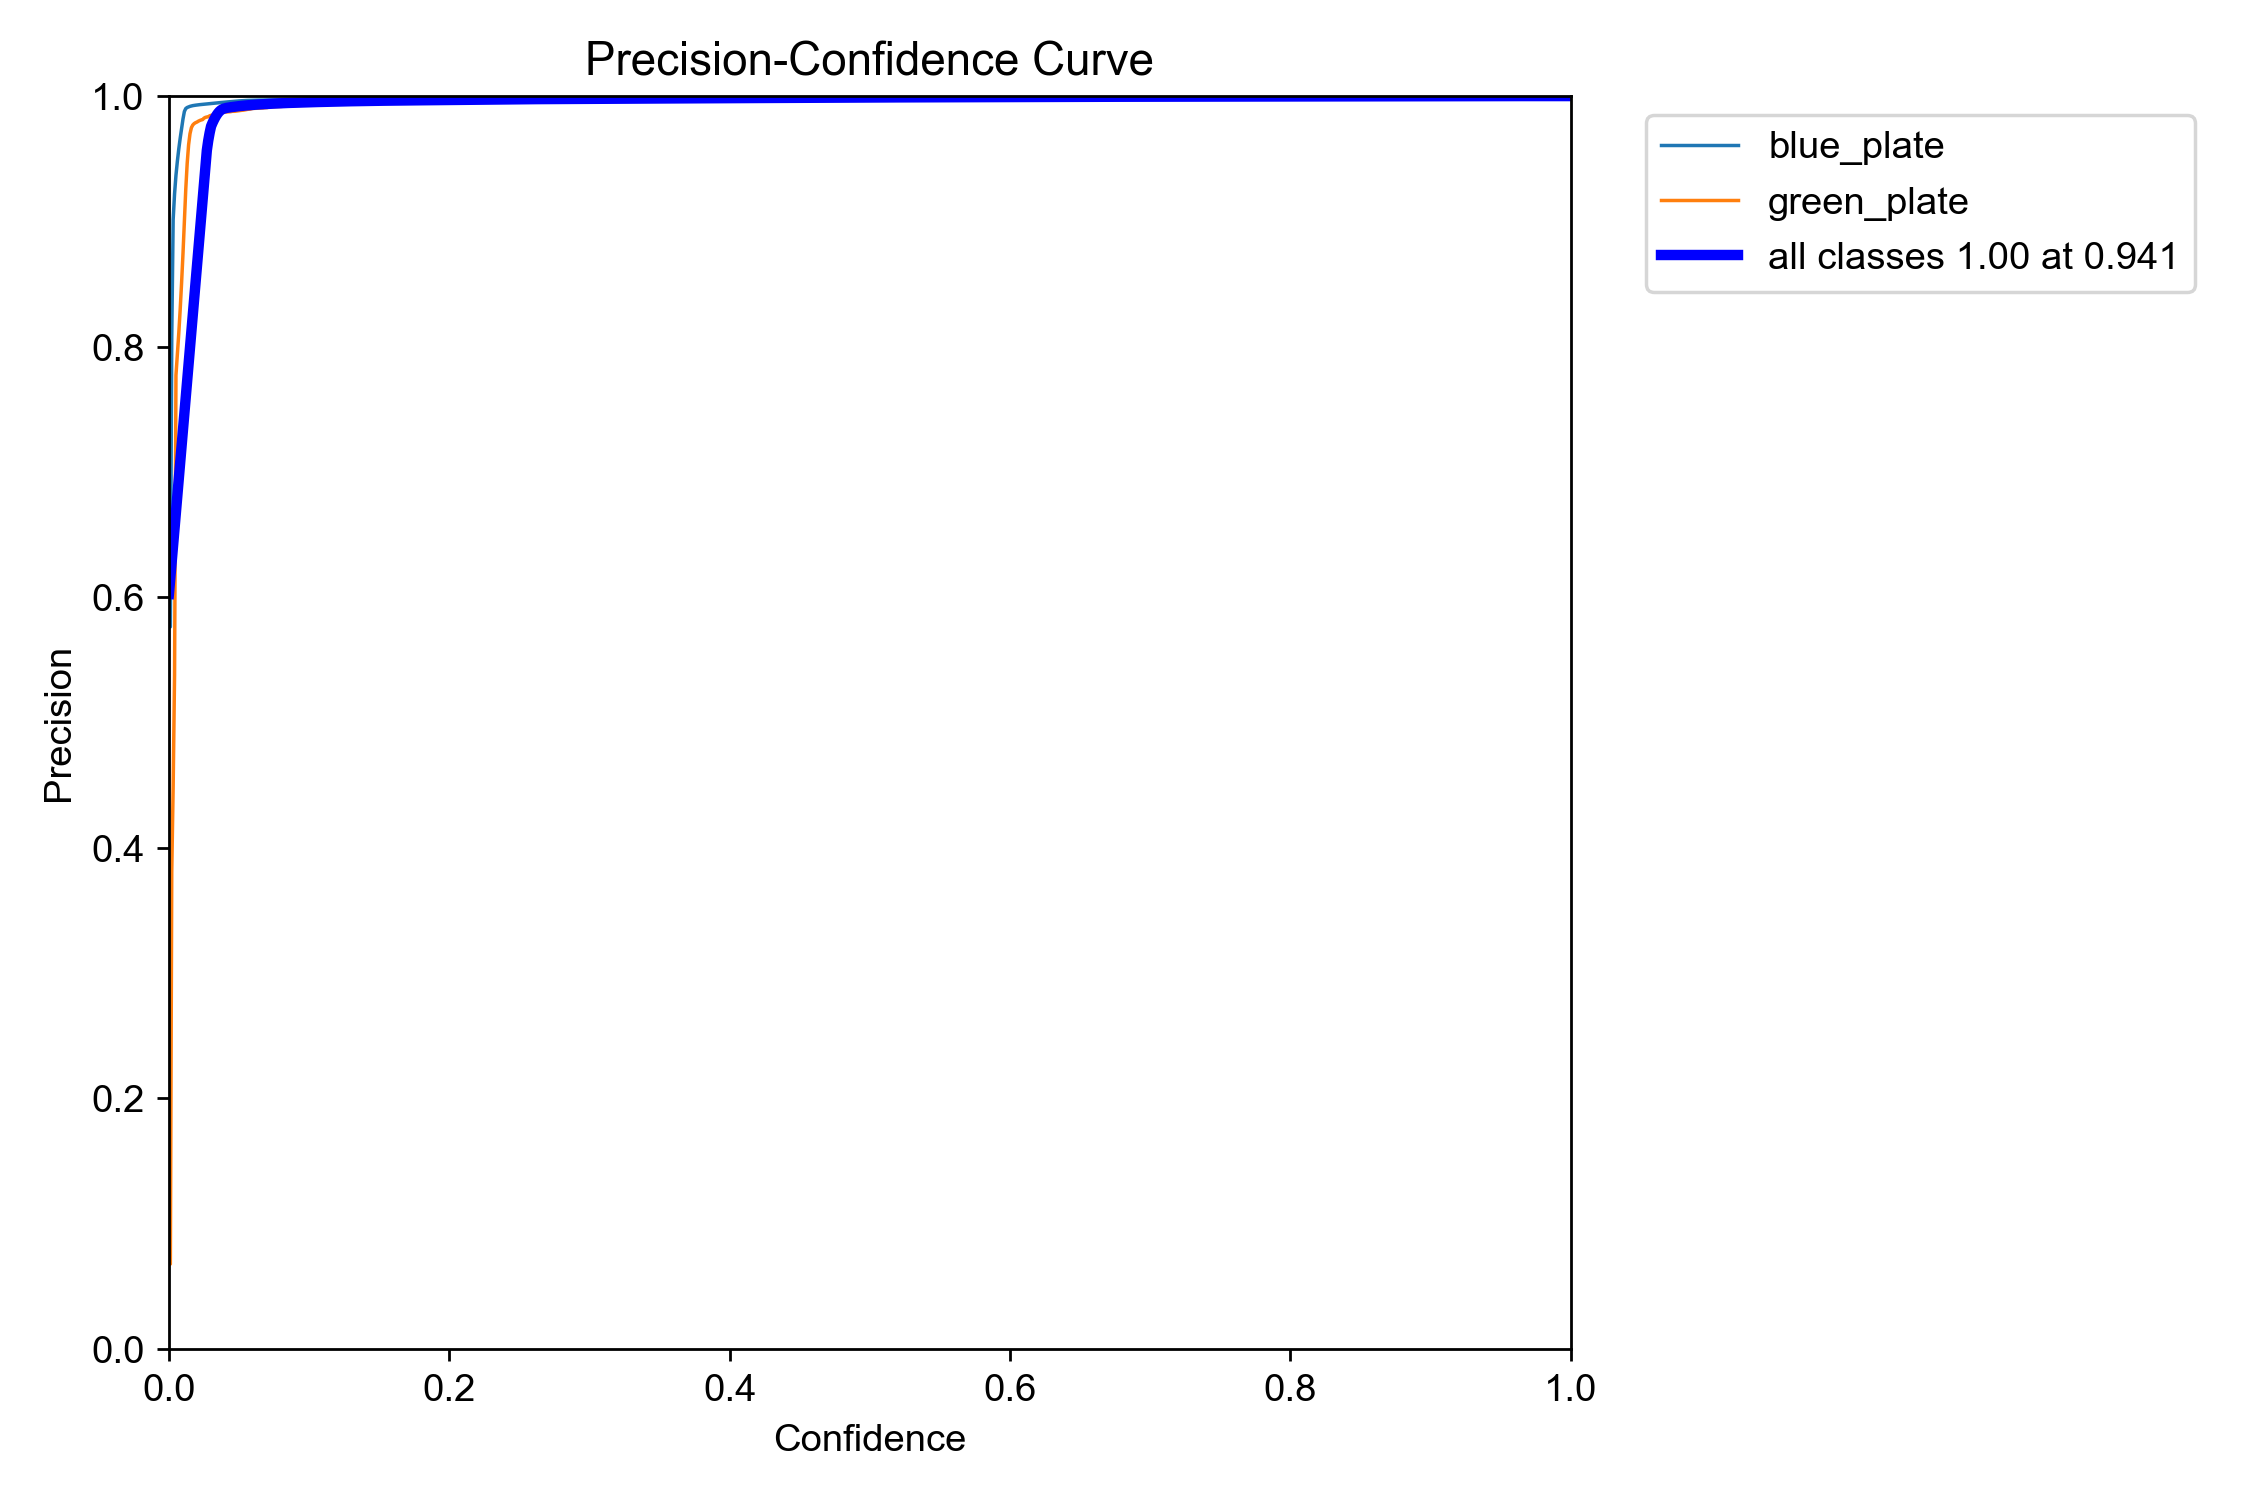 Precision-Confidence Curve
1.0
0.8
0.6
0.4
0.2
0.0
Precision
0.0 0.2 0.4 0.6 0.8 1.0
Confidence
blue_plate
green_plate
all classes 1.00 at 0.941